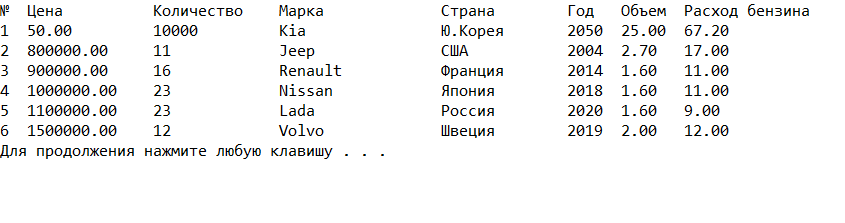 № Цена Количество Марка Страна Год Объем Расход бензина
1 50.00 10000 Kia Ю.Корея 2050 25.00 67.20
2 800000.00 11 Jeep США 2004 2.70 17.00
3 900000.00 16 Renault Франция 2014 1.60 11.00
4 1000000.00 23 Nissan Япония 2018 1.60 11.00
5 1100000.00 23 Lada Россия 2020 1.60 9.00
6 1500000.00 12 Volvo Швеция 2019 2.00 12.00
Для продолжения нажмите любую клавишу . . .